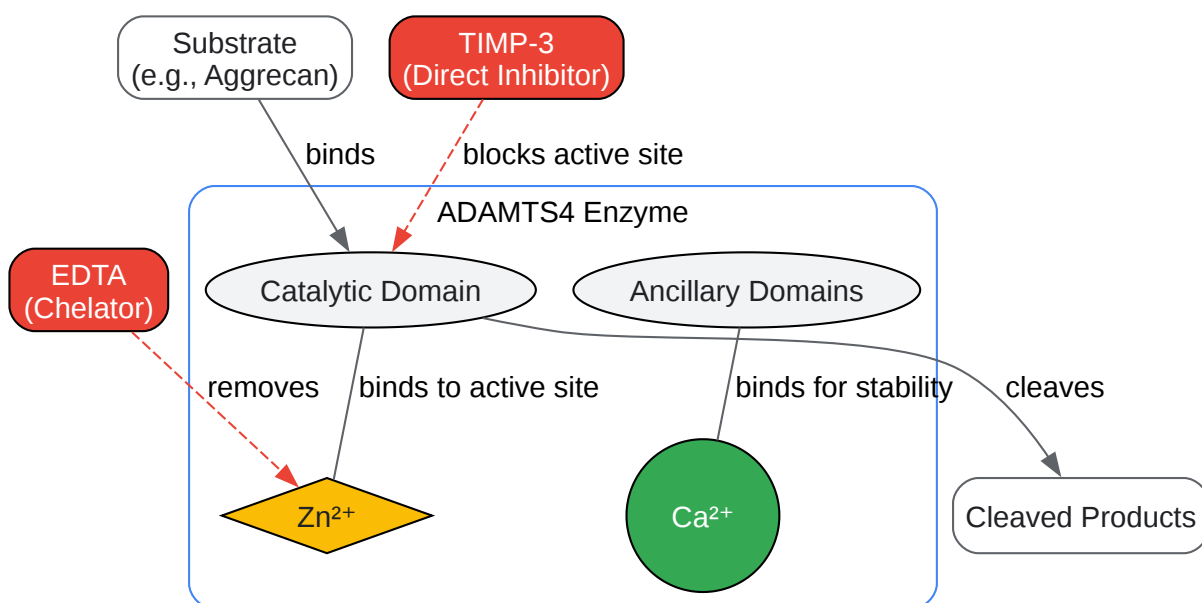 Substrate
(e.g., Aggrecan)
TIMP-3
(Direct Inhibitor)
binds
blocks active site
ADAMTS4 Enzyme
EDTA
(Chelator)
Catalytic Domain
Ancillary Domains
removes
binds to active site
binds for stability
cleaves
Zn²⁺
Ca²⁺
Cleaved Products